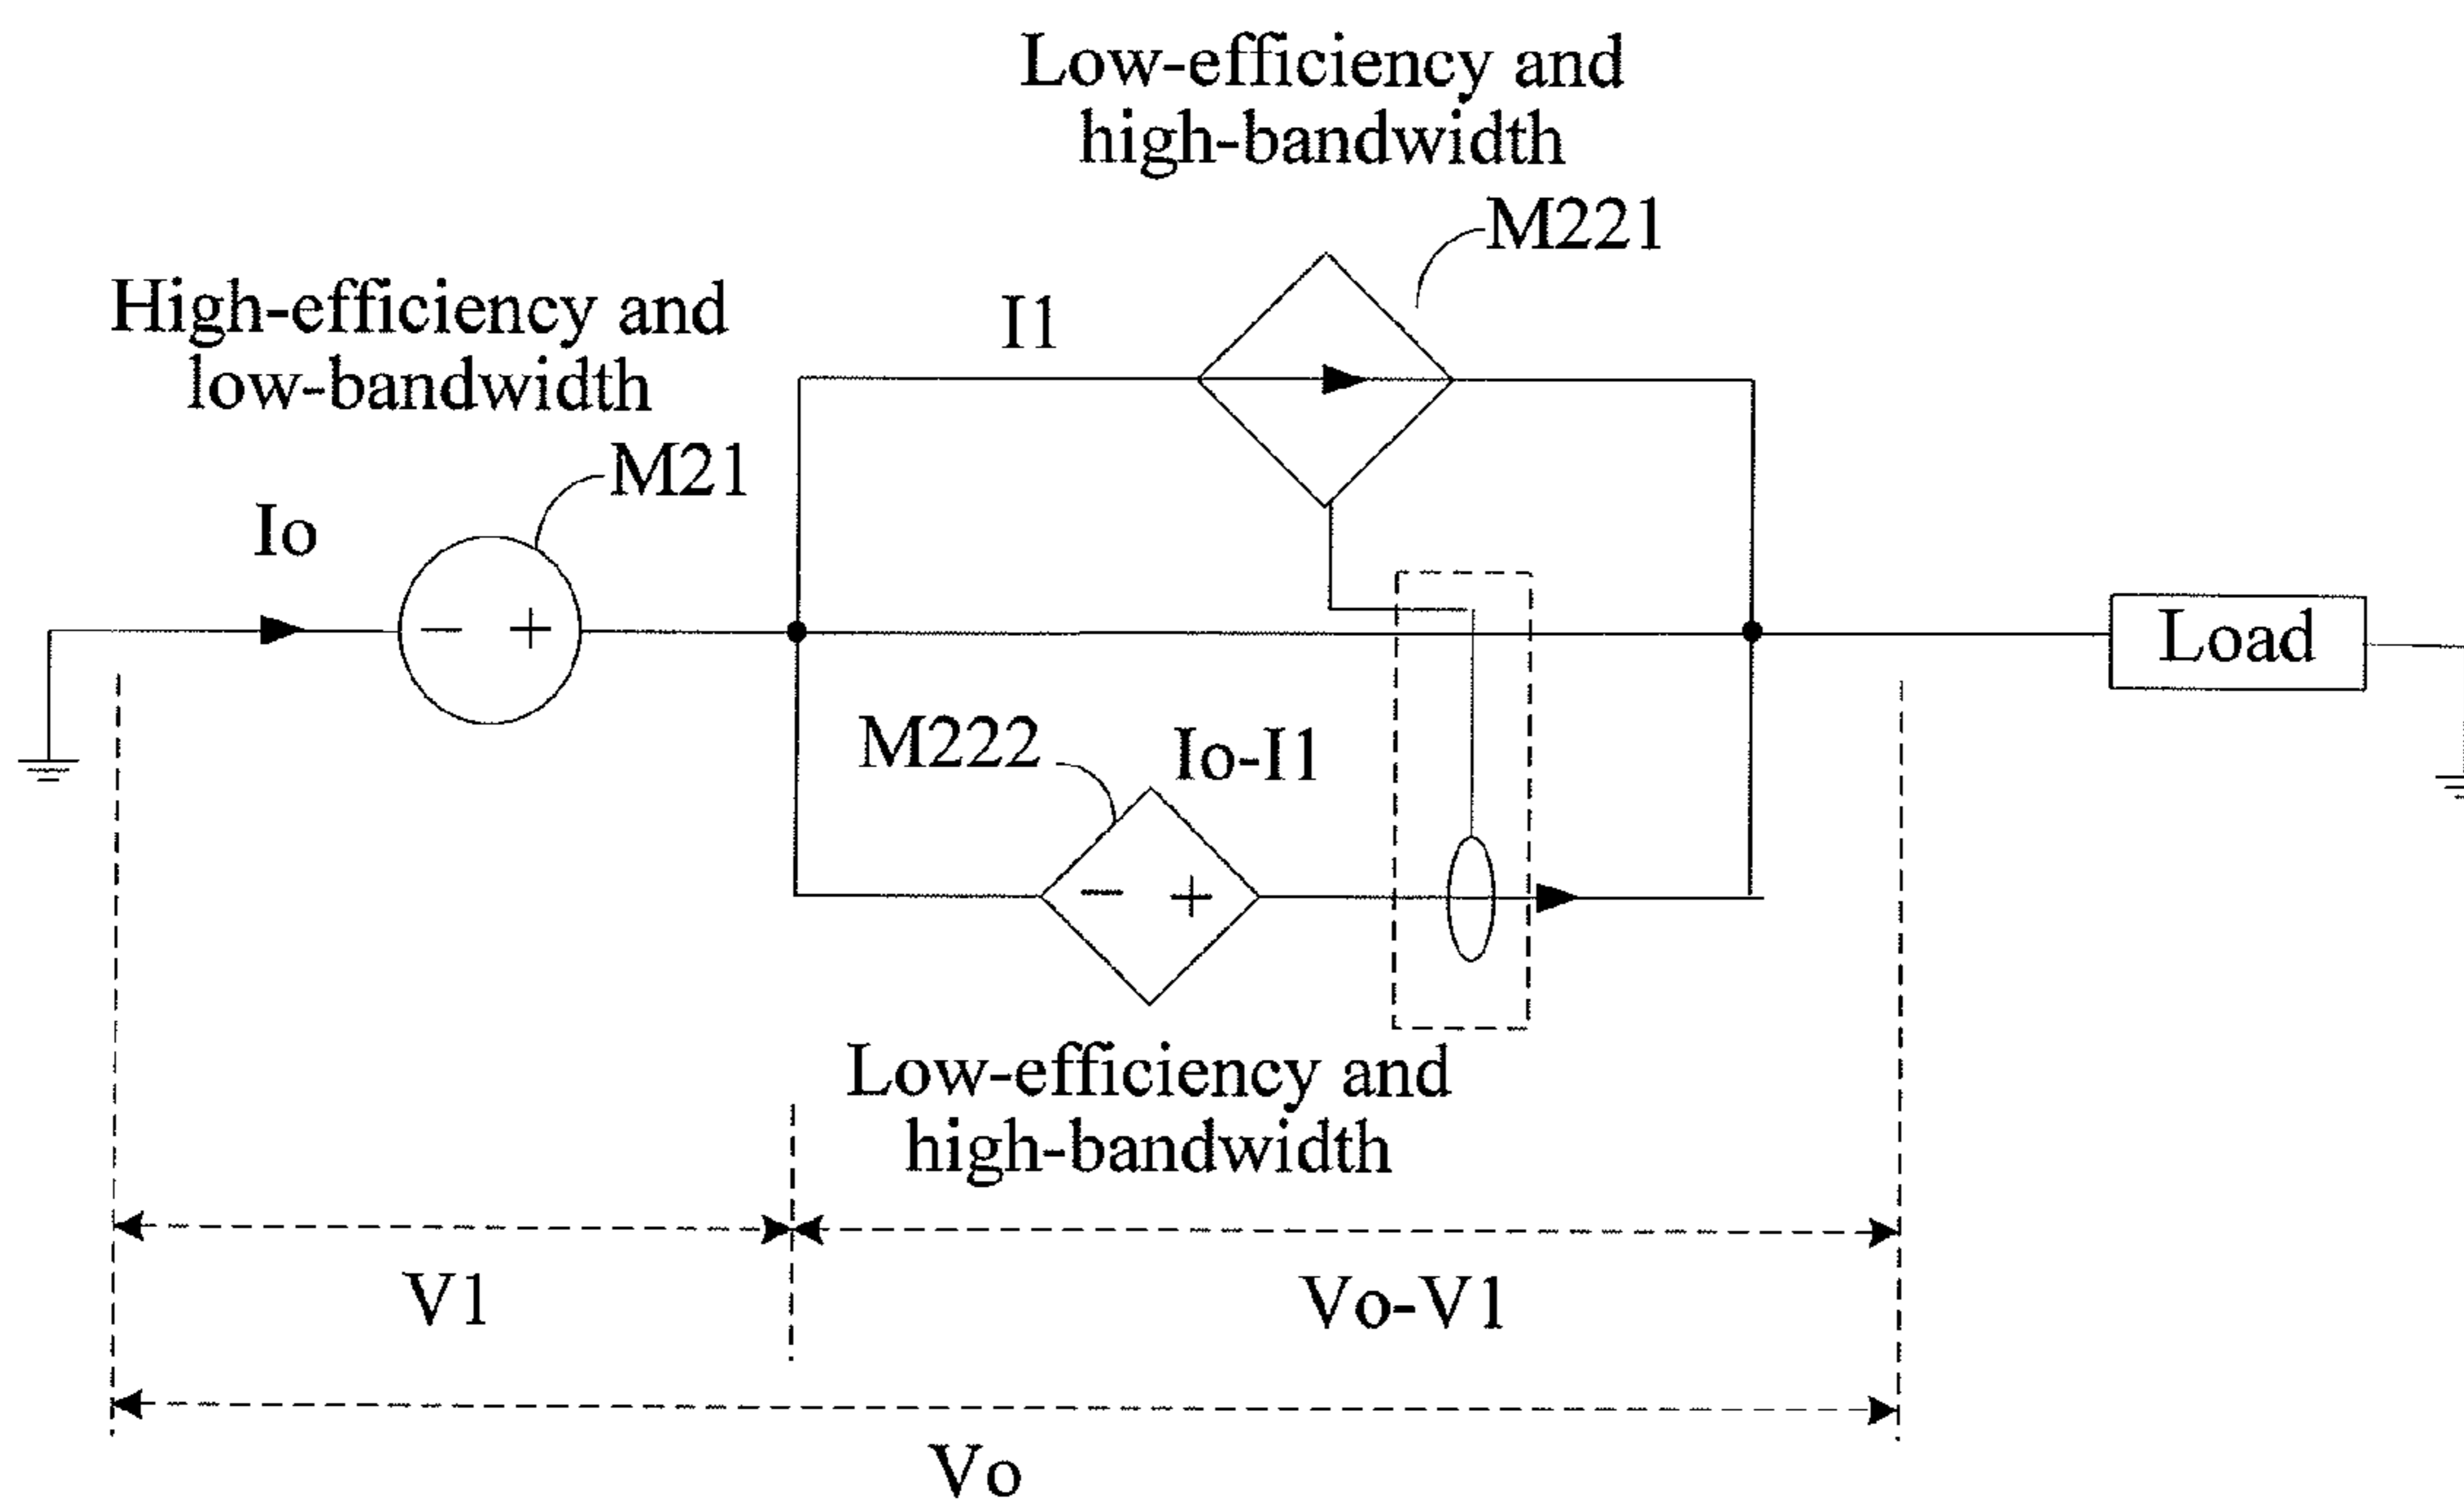 Low-efficiency and
high-bandwidth
M221
High-efficiency and
low-bandwidth
I1
M21
Io
− +
Load
M222
Io-I1
− +
Low-efficiency and
high-bandwidth
V1
Vo-V1
Vo